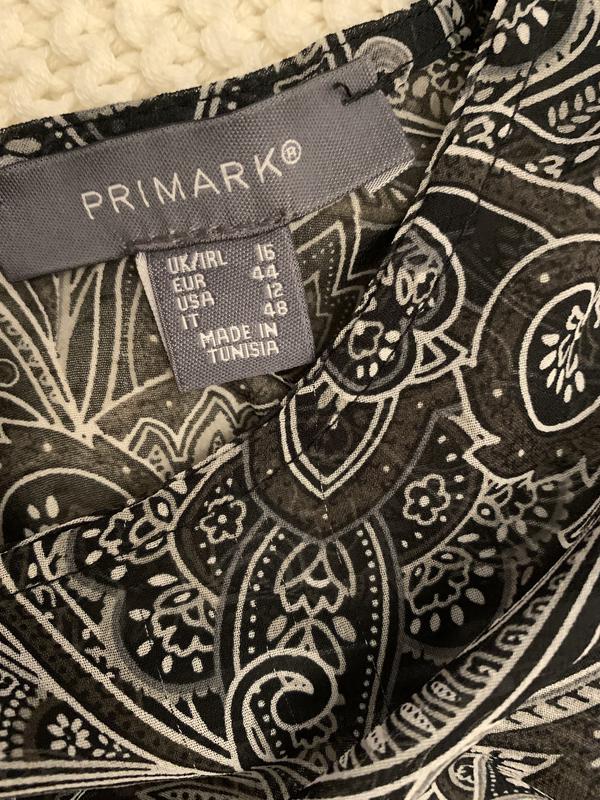 PRIMARK®
UK/IRL 16
EUR 44
USA 12
IT 48
MADE IN
TUNISIA